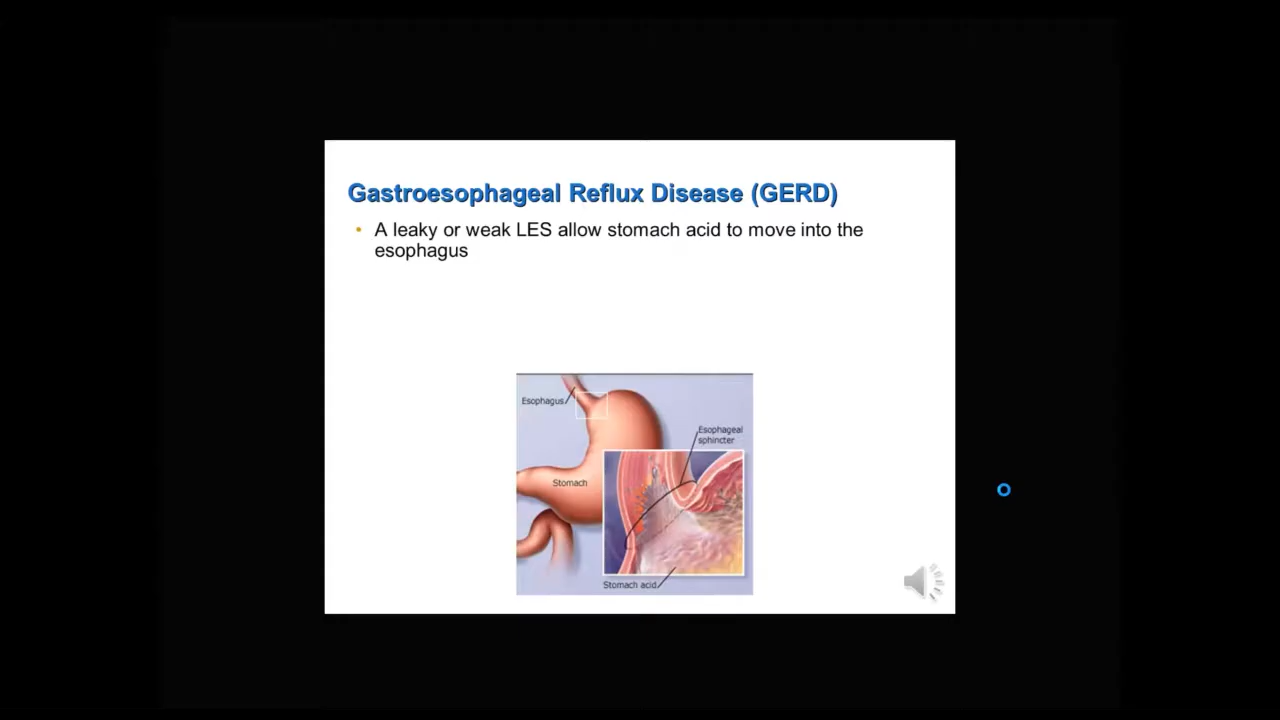 Gastroesophageal Reflux Disease (GERD)
• A leaky or weak LES allow stomach acid to move into the
esophagus
Esophagus
Esophageal
sphincter
Stomach
Stomach acid